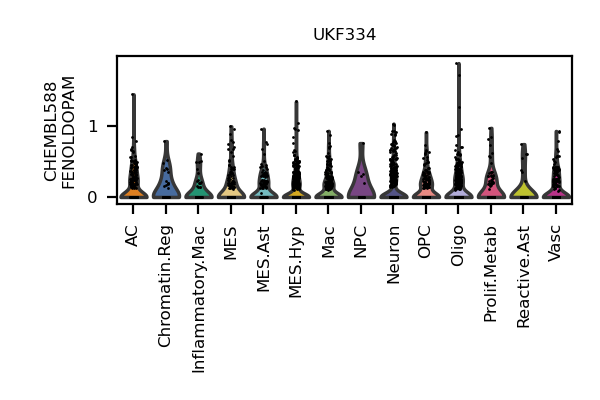 UKF334
CHEMBL588
FENOLDOPAM
1
0
AC
Chromatin.Reg
Inflammatory.Mac
MES
MES.Ast
MES.Hyp
Mac
NPC
Neuron
OPC
Oligo
Prolif.Metab
Reactive.Ast
Vasc